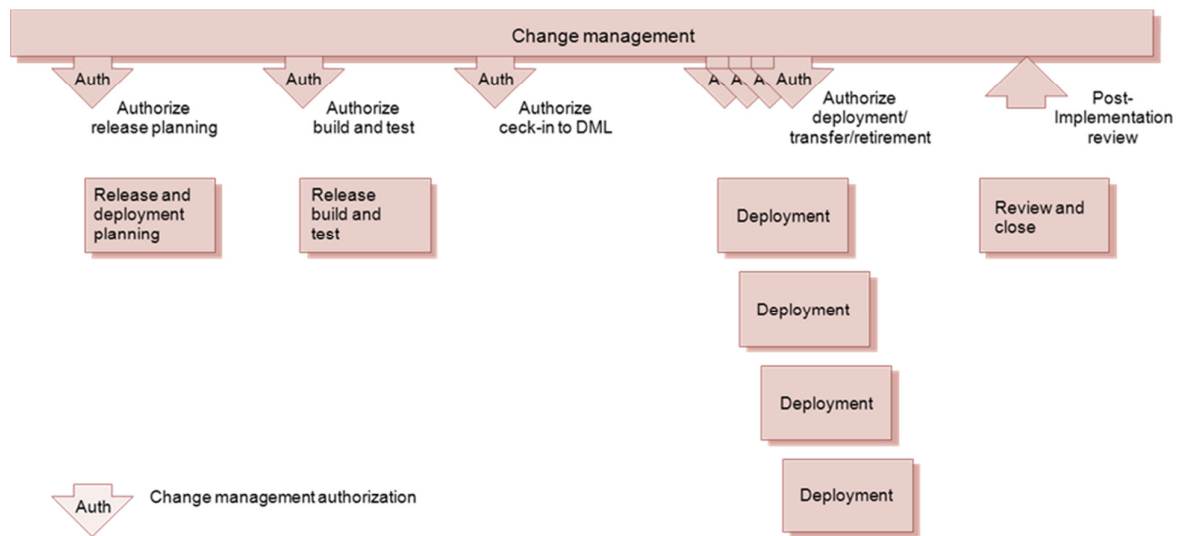 Change management
Auth
Authorize
release planning
Auth
Authorize
build and test
Auth
Authorize
ceck-in to DML
A
A
A
Auth
Authorize
deployment/
transfer/retirement
Post-
Implementation
review
Release and
deployment
planning
Release
build and
test
Deployment
Review and
close
Deployment
Deployment
Deployment
Auth
Change management authorization